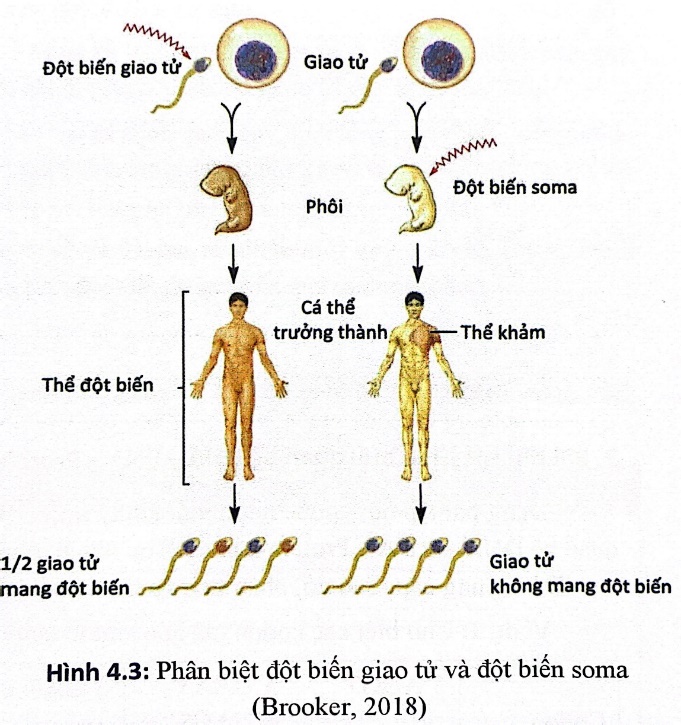 Đột biến giao tử
Giao tử
Đột biến soma
Phôi
Cá thể
trưởng thành
Thể khảm
Thể đột biến
1/2 giao tử
mang đột biến
Giao tử
không mang đột biến
Hình 4.3: Phân biệt đột biến giao tử và đột biến soma
(Brooker, 2018)